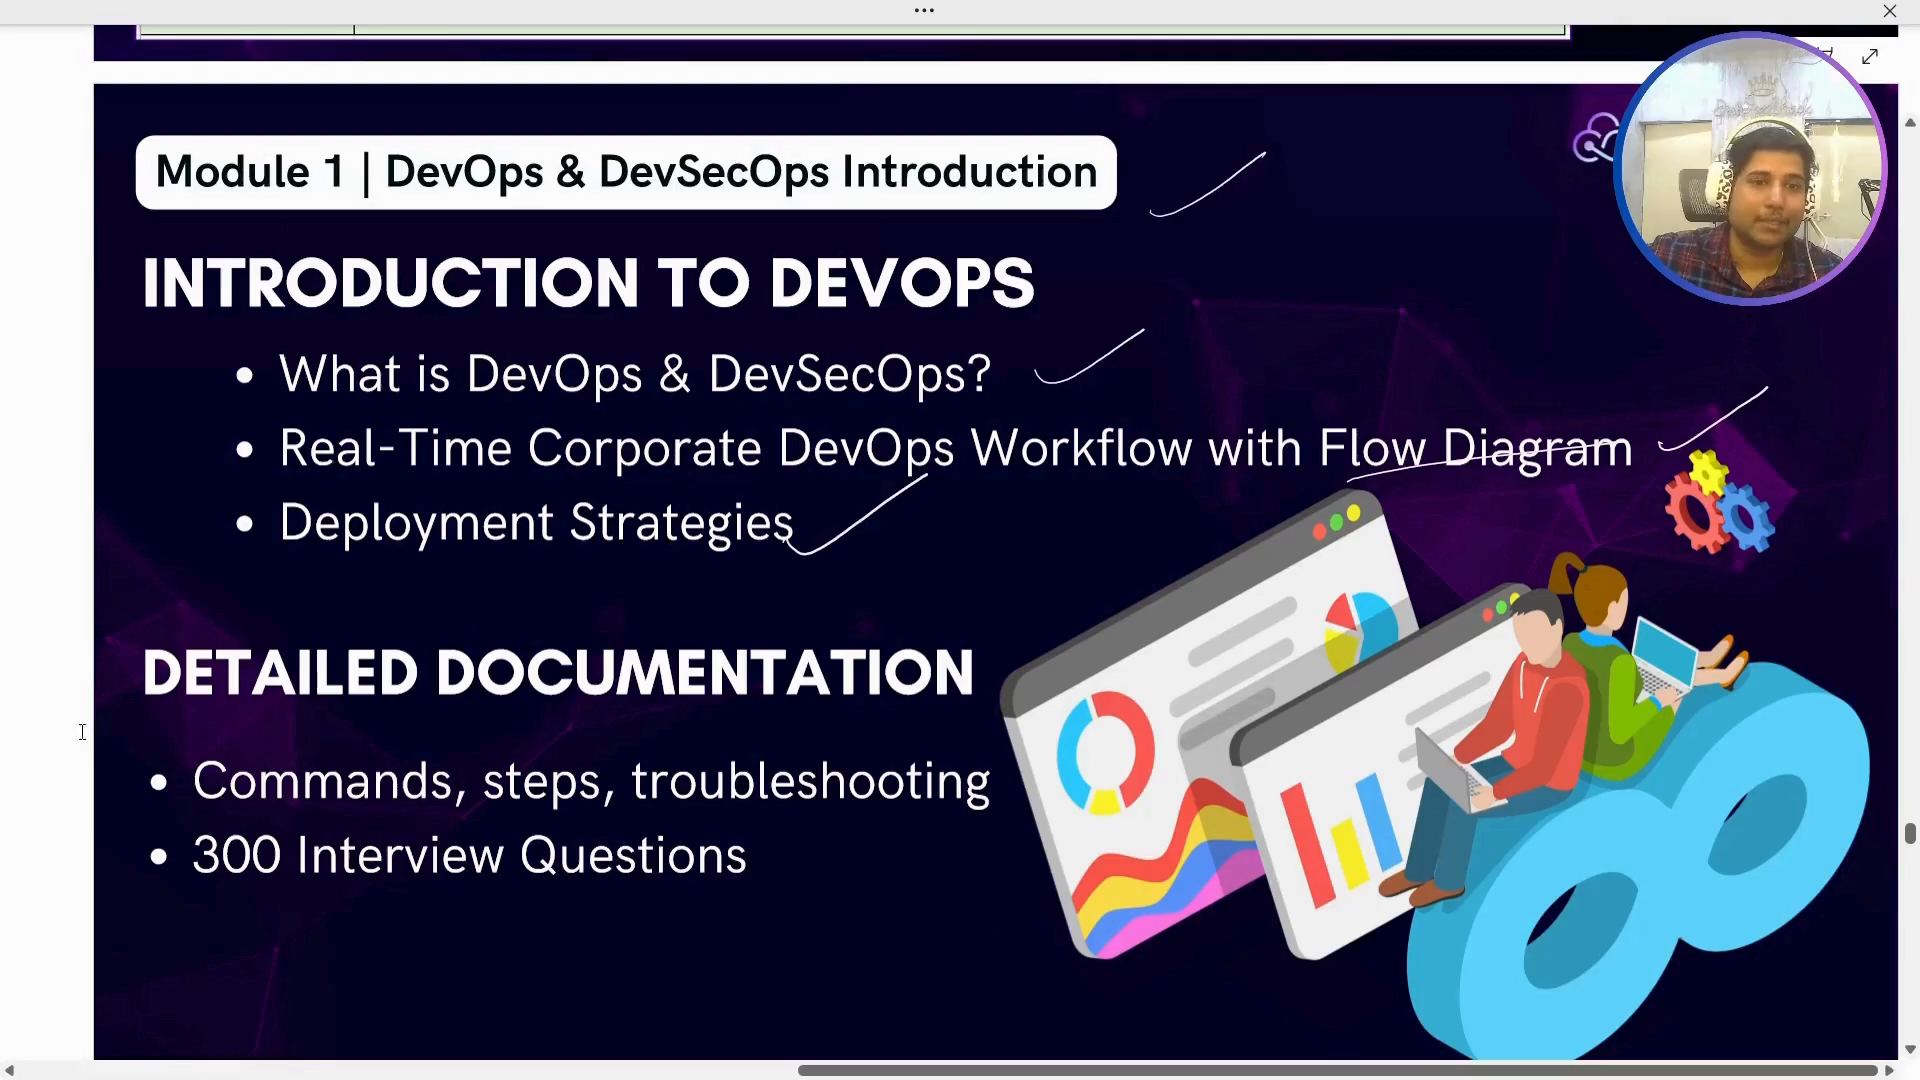 Module 1 | DevOps & DevSecOps Introduction
INTRODUCTION TO DEVOPS
• What is DevOps & DevSecOps?
• Real-Time Corporate DevOps Workflow with Flow Diagram
• Deployment Strategies
DETAILED DOCUMENTATION
• Commands, steps, troubleshooting
• 300 Interview Questions